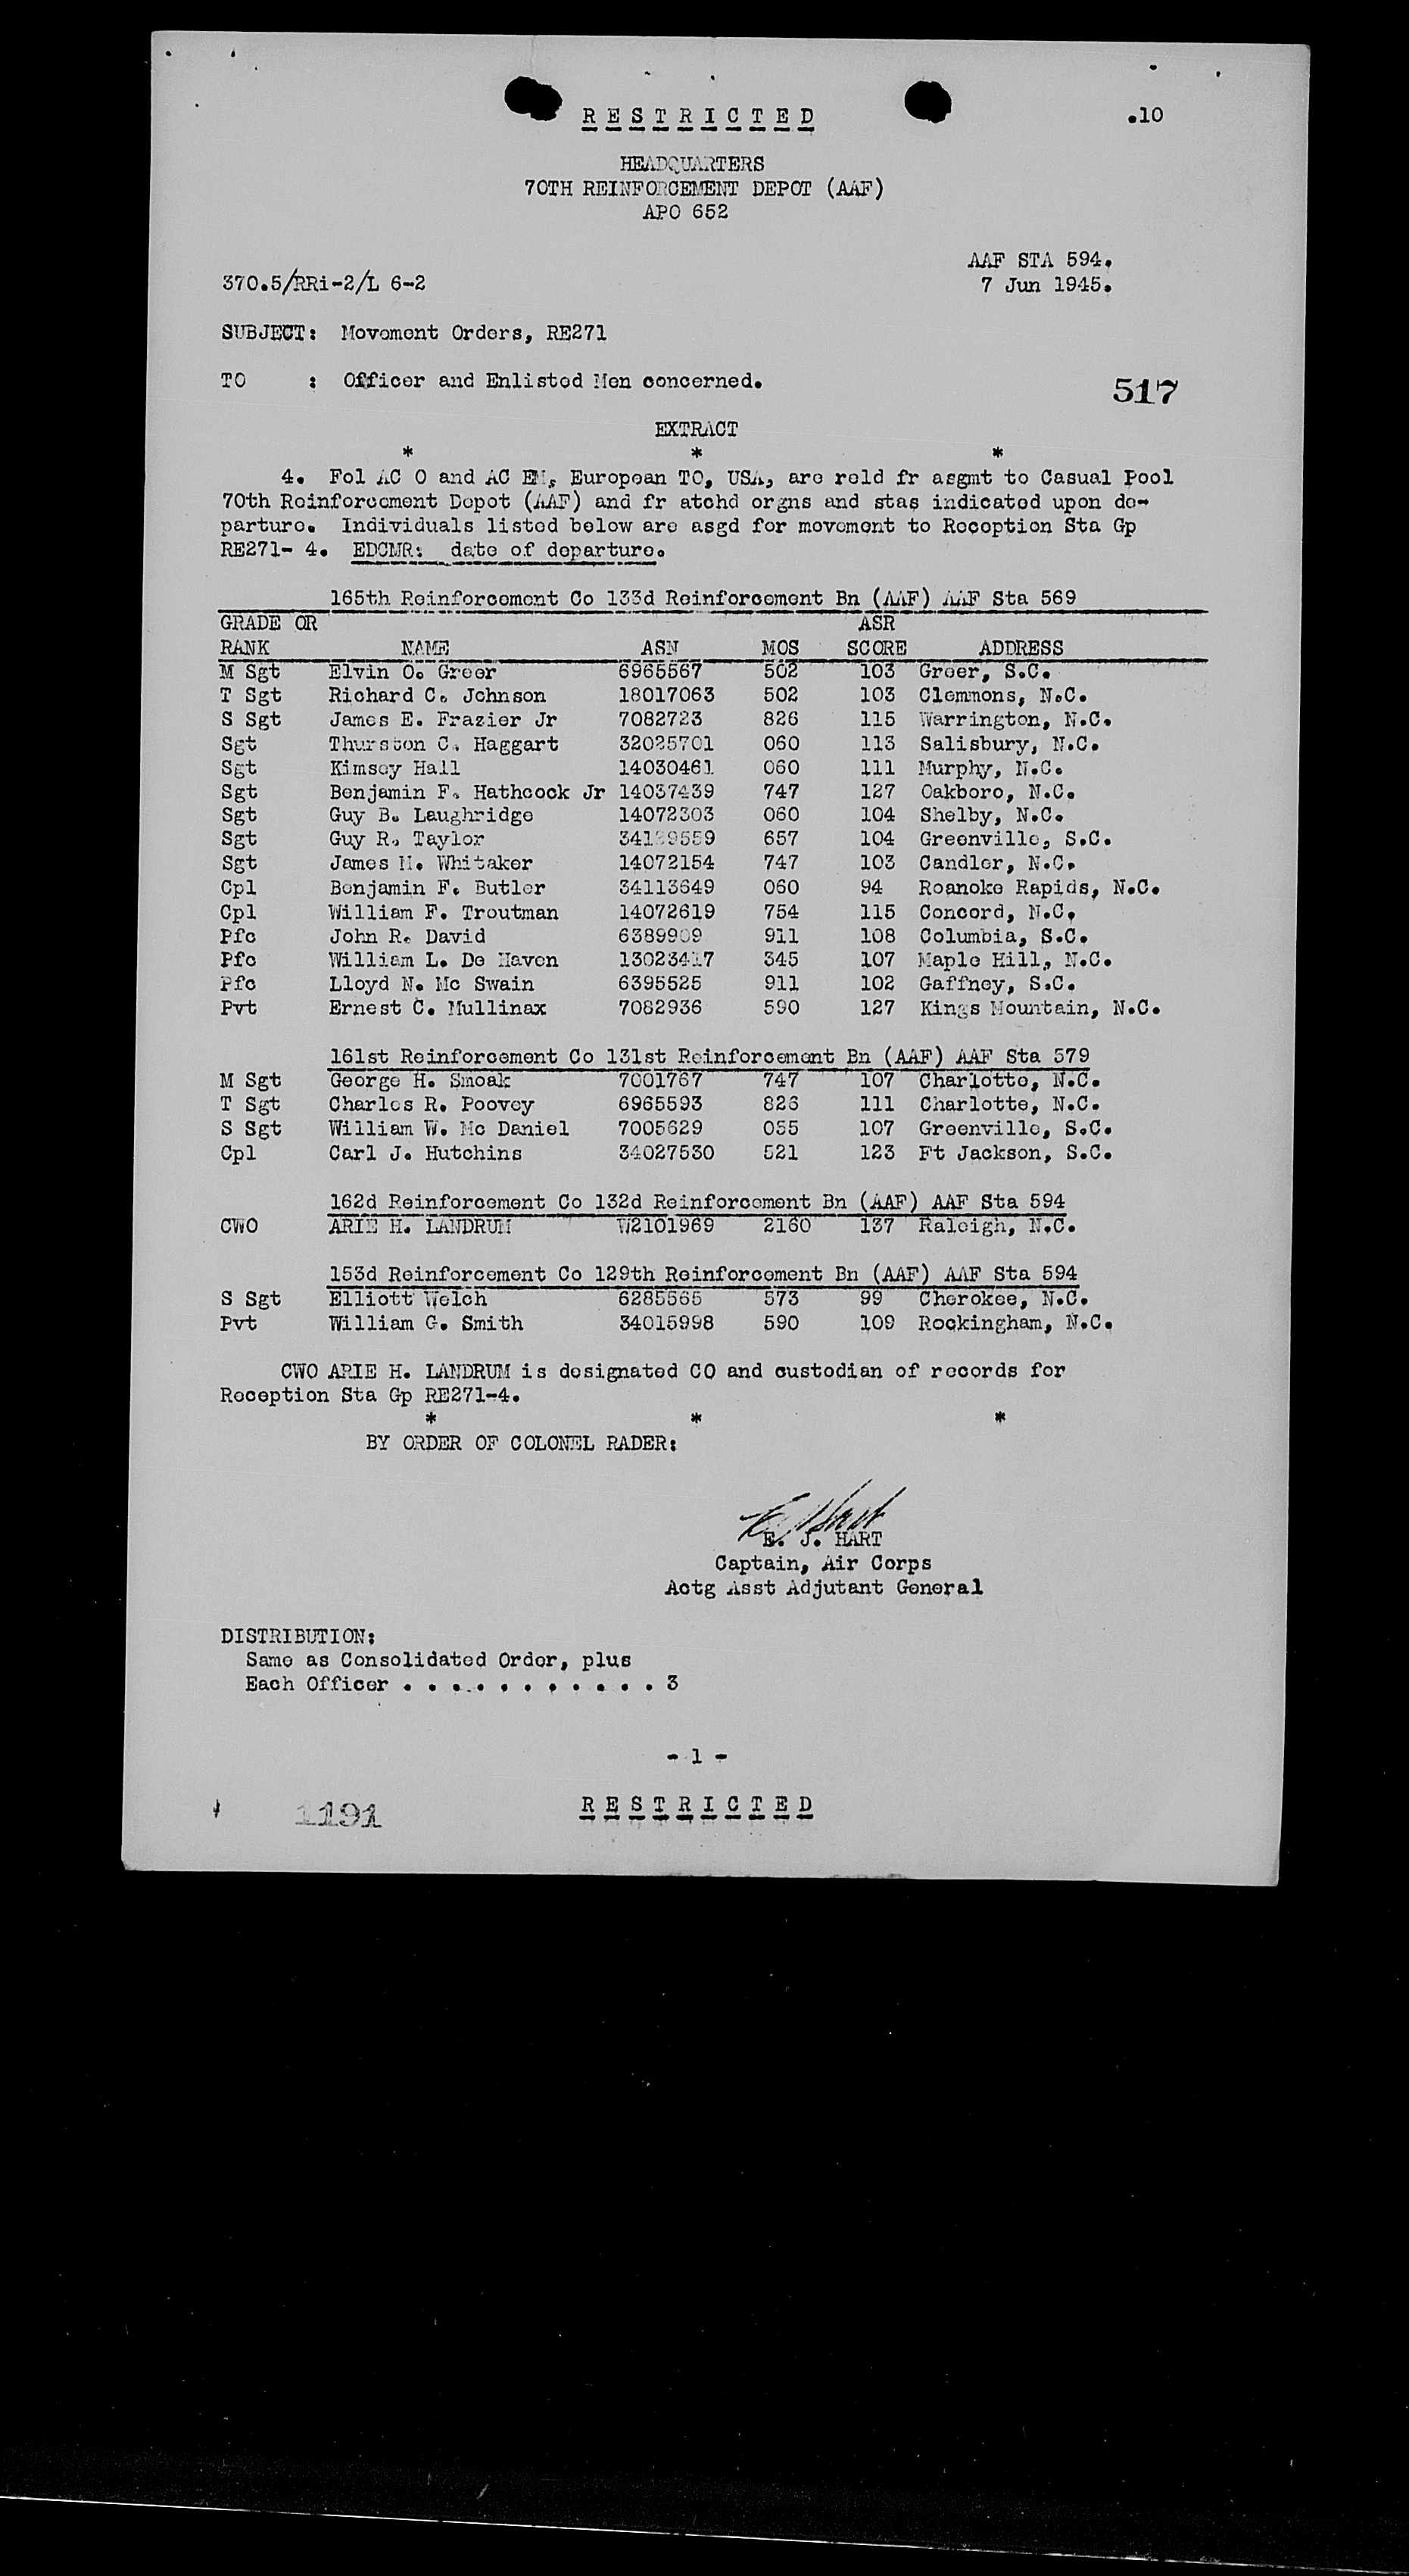 RESTRICTED
.10
HEADQUARTERS
70TH REINFORCEMENT DEPOT (AAF)
APO 652
AAF STA 594.
370.5/RRi-2/L 6-2 7 Jun 1945.
SUBJECT: Movement Orders, RE271
TO : Officer and Enlisted Men concerned.
517
EXTRACT
* * *
4. Fol AC O and AC EM, European TO, USA, are reld fr asgmt to Casual Pool
70th Reinforcement Depot (AAF) and fr atchd orgns and stas indicated upon de-
parture. Individuals listed below are asgd for movement to Reception Sta Gp
RE271- 4. EDCMR: date of departure.
165th Reinforcement Co 133d Reinforcement Bn (AAF) AAF Sta 569
GRADE OR ASR
RANK NAME ASN MOS SCORE ADDRESS
M Sgt Elvin O. Greer 6965567 502 103 Greer, S.C.
T Sgt Richard C. Johnson 18017063 502 103 Clemmons, N.C.
S Sgt James E. Frazier Jr 7082723 826 115 Warrington, N.C.
Sgt Thurston C. Haggart 32025701 060 113 Salisbury, N.C.
Sgt Kimsey Hall 14030461 060 111 Murphy, N.C.
Sgt Benjamin F. Hathcock Jr 14037439 747 127 Oakboro, N.C.
Sgt Guy B. Laughridge 14072303 060 104 Shelby, N.C.
Sgt Guy R. Taylor 657 104 Greenville, S.C.
Sgt James M. Whitaker 14072154 747 103 Candler, N.C.
Cpl Benjamin F. Butler 34113649 060 94 Roanoke Rapids, N.C.
Cpl William F. Troutman 14072619 754 115 Concord, N.C.
Pfc John R. David 6389909 911 108 Columbia, S.C.
Pfc William L. De Haven 13023417 345 107 Maple Hill, N.C.
Pfc Lloyd N. Mc Swain 6395525 911 102 Gaffney, S.C.
Pvt Ernest C. Mullinax 7082936 590 127 Kings Mountain, N.C.
161st Reinforcement Co 131st Reinforcement Bn (AAF) AAF Sta 579
M Sgt George H. Smoak 7001767 747 107 Charlotte, N.C.
T Sgt Charles R. Poovey 6965593 826 111 Charlotte, N.C.
S Sgt William W. Mc Daniel 7005629 055 107 Greenville, S.C.
Cpl Carl J. Hutchins 34027530 521 123 Ft Jackson, S.C.
162d Reinforcement Co 132d Reinforcement Bn (AAF) AAF Sta 594
CWO ARIE H. LANDRUM W2101969 2160 137 Raleigh, N.C.
153d Reinforcement Co 129th Reinforcement Bn (AAF) AAF Sta 594
S Sgt Elliott Welch 6285565 573 99 Cherokee, N.C.
Pvt William G. Smith 34015998 590 109 Rockingham, N.C.
CWO ARIE H. LANDRUM is designated CO and custodian of records for
Reception Sta Gp RE271-4.
* * *
BY ORDER OF COLONEL RADER:
E. J. Hart
E. J. HART
Captain, Air Corps
Actg Asst Adjutant General
DISTRIBUTION:
Same as Consolidated Order, plus
Each Officer . . . . . . . . . . . 3
- 1 -
1191
RESTRICTED